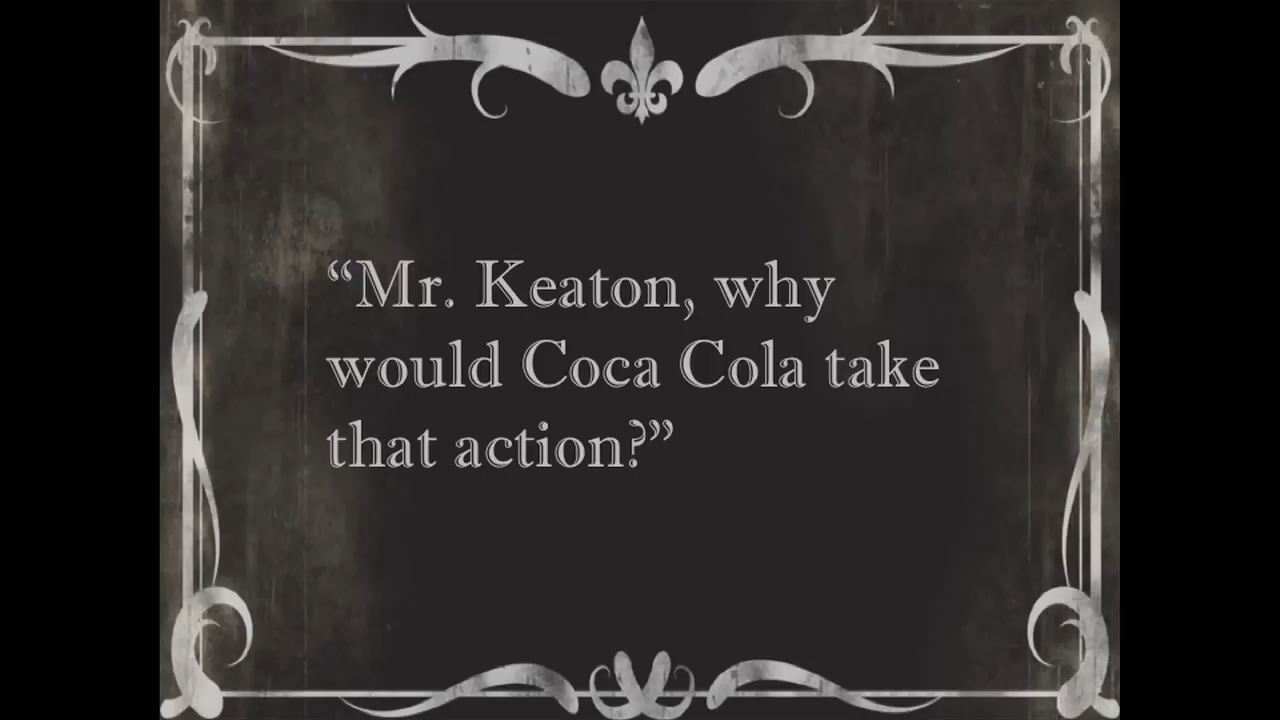 “Mr. Keaton, why
would Coca Cola take
that action?”